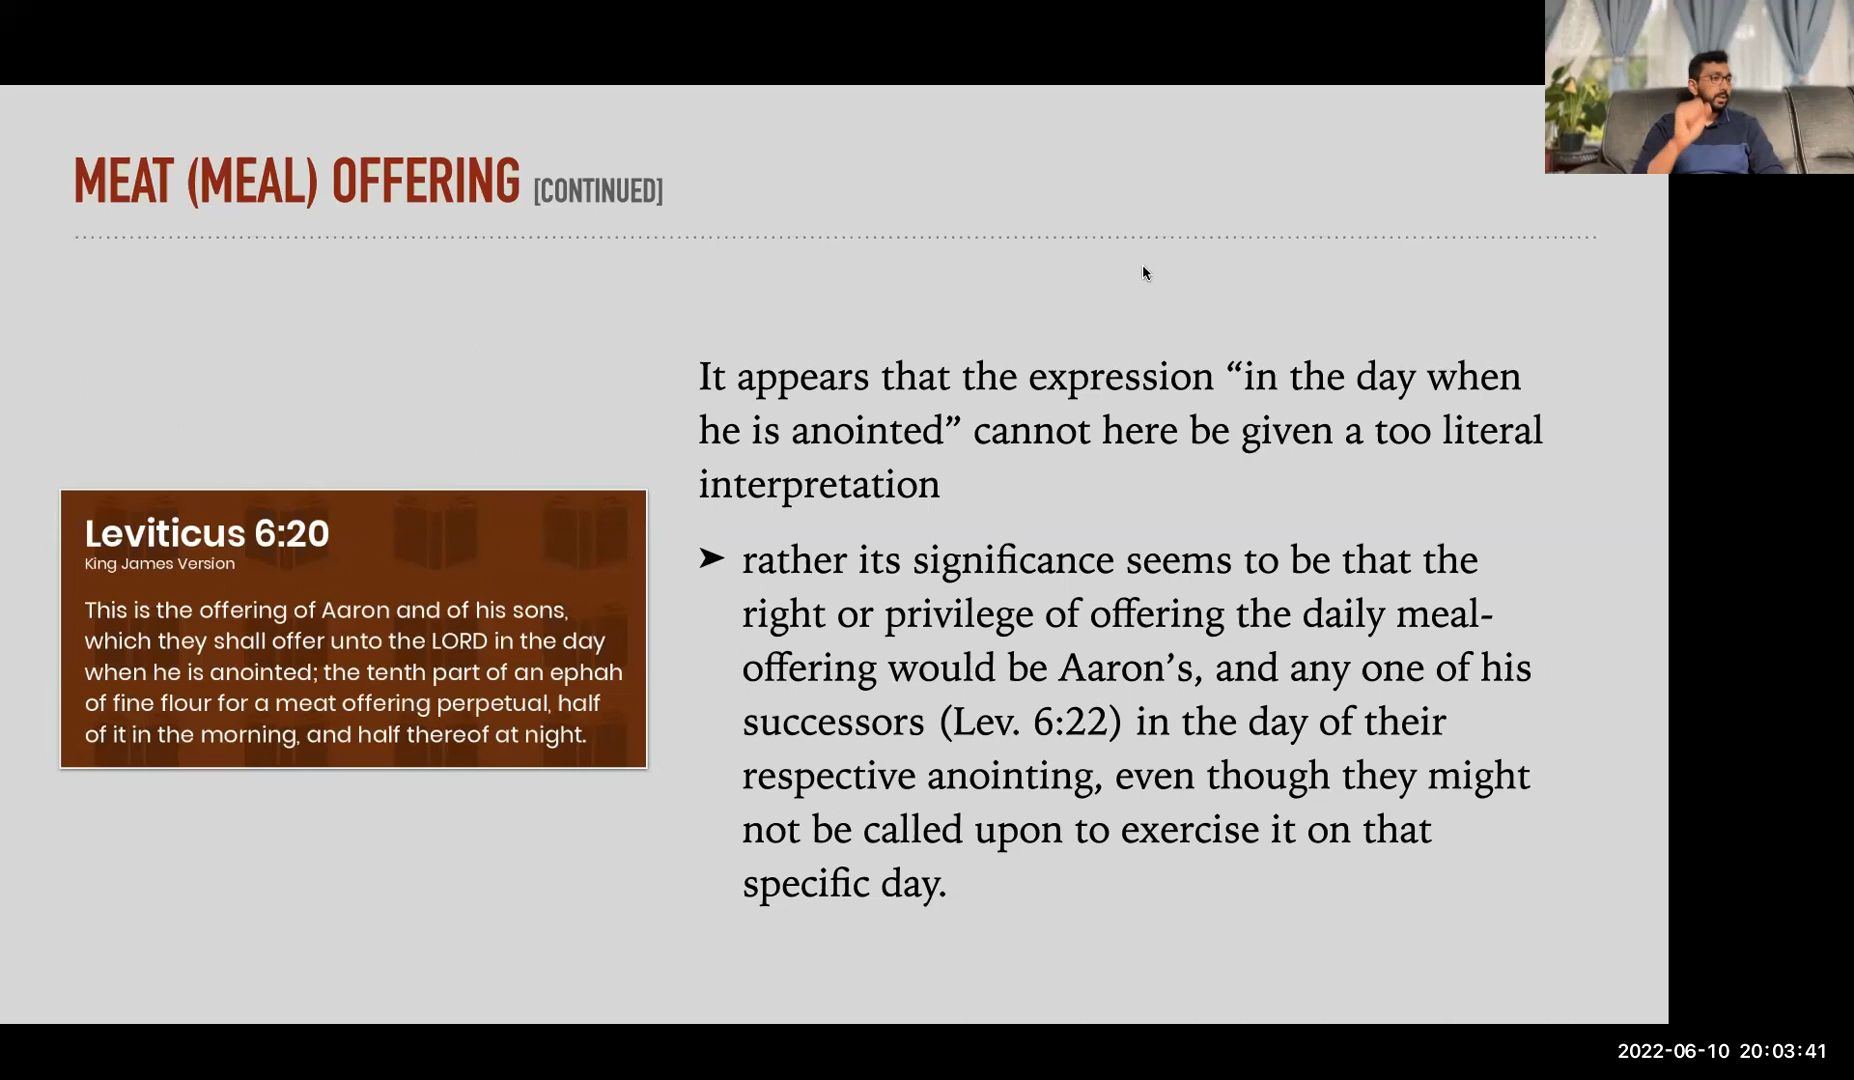 MEAT (MEAL) OFFERING [CONTINUED]
It appears that the expression “in the day when
he is anointed” cannot here be given a too literal
interpretation
➤ rather its significance seems to be that the
right or privilege of offering the daily meal-
offering would be Aaron’s, and any one of his
successors (Lev. 6:22) in the day of their
respective anointing, even though they might
not be called upon to exercise it on that
specific day.
Leviticus 6:20
King James Version
This is the offering of Aaron and of his sons,
which they shall offer unto the LORD in the day
when he is anointed; the tenth part of an ephah
of fine flour for a meat offering perpetual, half
of it in the morning, and half thereof at night.
2022-06-10 20:03:41